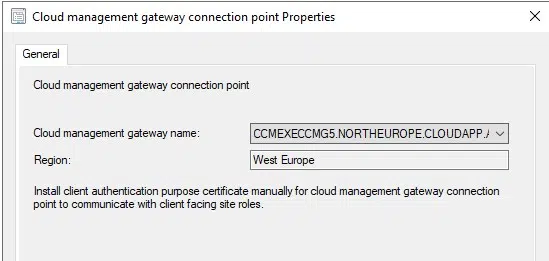 Cloud management gateway connection point Properties
General
Cloud management gateway connection point
Cloud management gateway name: CCMEXECCMG5.NORTHEUROPE.CLOUDAPP.
Region: West Europe
Install client authentication purpose certificate manually for cloud management gateway connection
point to communicate with client facing site roles.